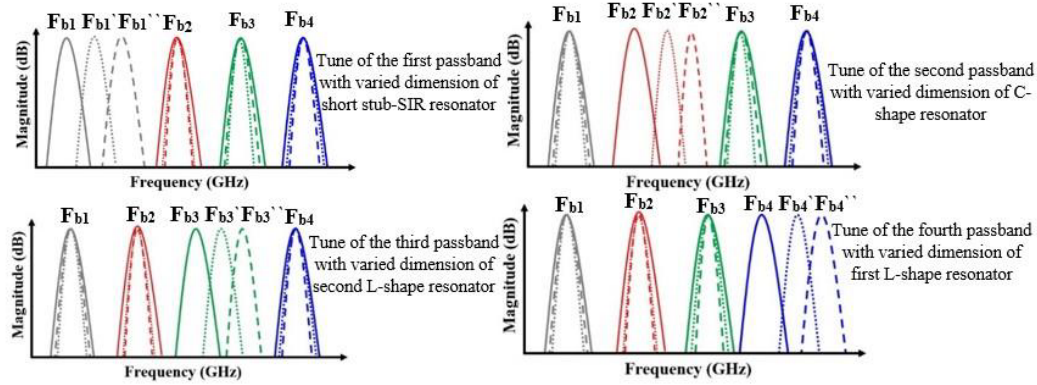 Fb1 Fb1` Fb1`` Fb2 Fb3 Fb4
Magnitude (dB)
Frequency (GHz)
Tune of the first passband
with varied dimension of
short stub-SIR resonator
Fb1 Fb2 Fb2` Fb2`` Fb3 Fb4
Magnitude (dB)
Frequency (GHz)
Tune of the second passband
with varied dimension of C-
shape resonator
Fb1 Fb2 Fb3 Fb3` Fb3`` Fb4
Magnitude (dB)
Frequency (GHz)
Tune of the third passband
with varied dimension of
second L-shape resonator
Fb1 Fb2 Fb3 Fb4 Fb4` Fb4``
Magnitude (dB)
Frequency (GHz)
Tune of the fourth passband
with varied dimension of
first L-shape resonator